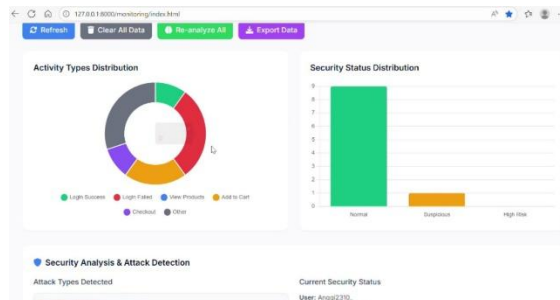 127.0.0.1:8000/monitoring/index.html
Refresh Clear All Data Re-analyze All Export Data
Activity Types Distribution
Login Success Login Failed View Products Add to Cart
Checkout Other
Security Status Distribution
9
8
7
6
5
4
3
2
1
0
Normal Suspicious High Risk
Security Analysis & Attack Detection
Attack Types Detected
Current Security Status
User: Anggi2310,